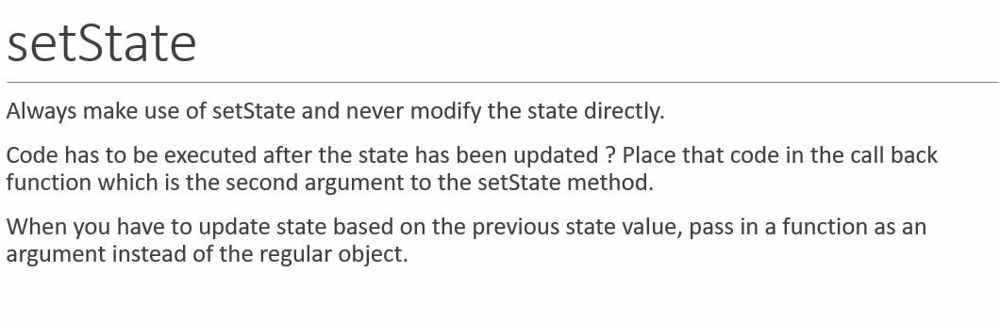 setState
Always make use of setState and never modify the state directly.
Code has to be executed after the state has been updated ? Place that code in the call back
function which is the second argument to the setState method.
When you have to update state based on the previous state value, pass in a function as an
argument instead of the regular object.